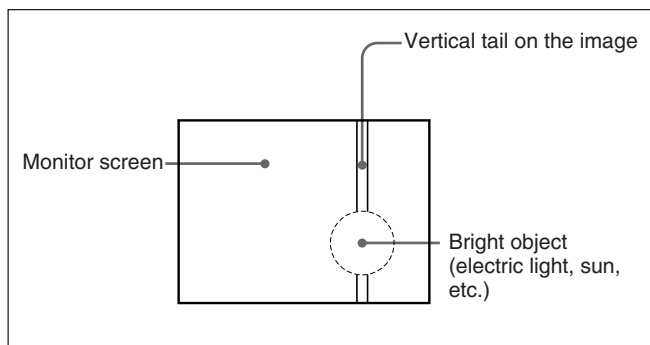 Vertical tail on the image
Monitor screen
Bright object
(electric light, sun,
etc.)